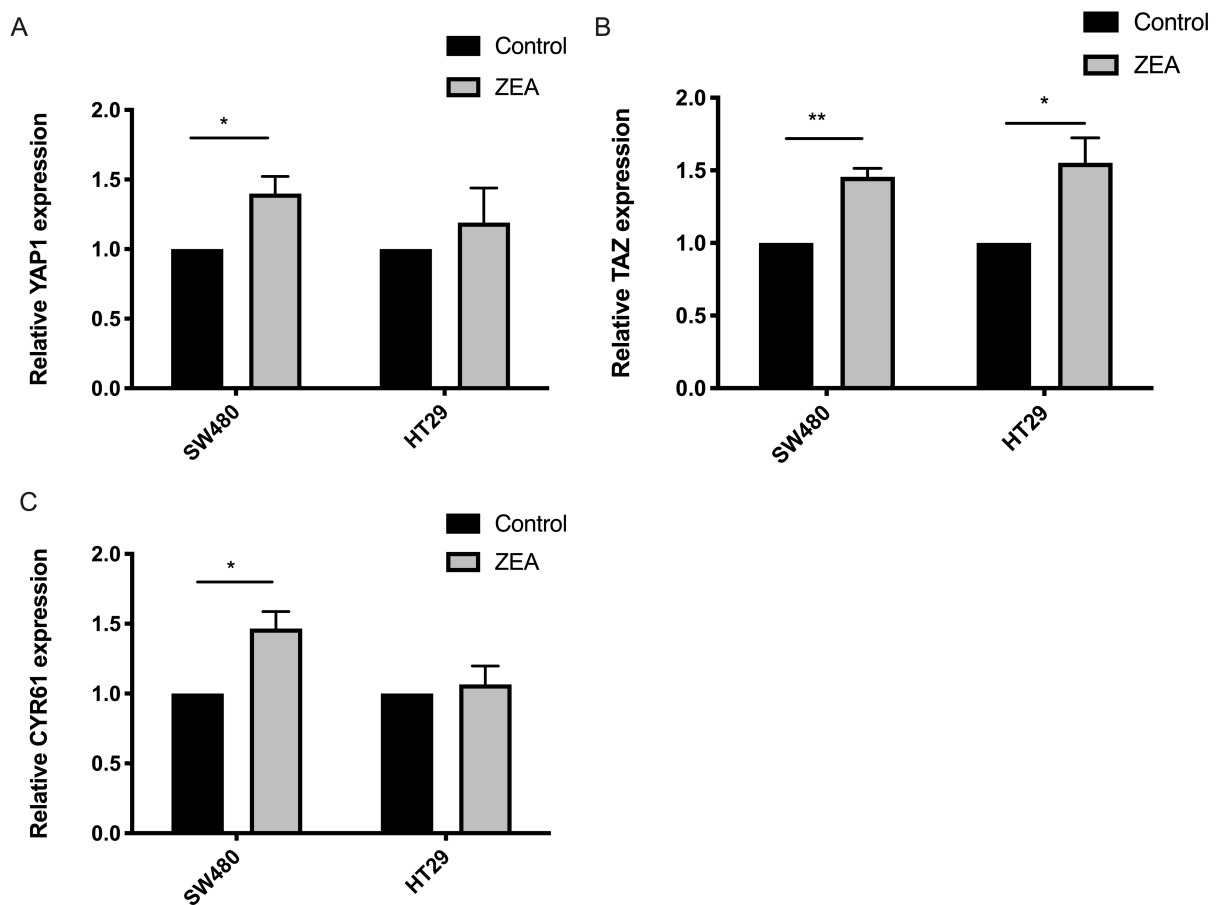 A
Control
ZEA
Relative YAP1 expression
2.0
1.5
1.0
0.5
0.0
*
SW480
HT29
B
Control
ZEA
Relative TAZ expression
2.0
1.5
1.0
0.5
0.0
**
*
SW480
HT29
C
Control
ZEA
Relative CYR61 expression
2.0
1.5
1.0
0.5
0.0
*
SW480
HT29